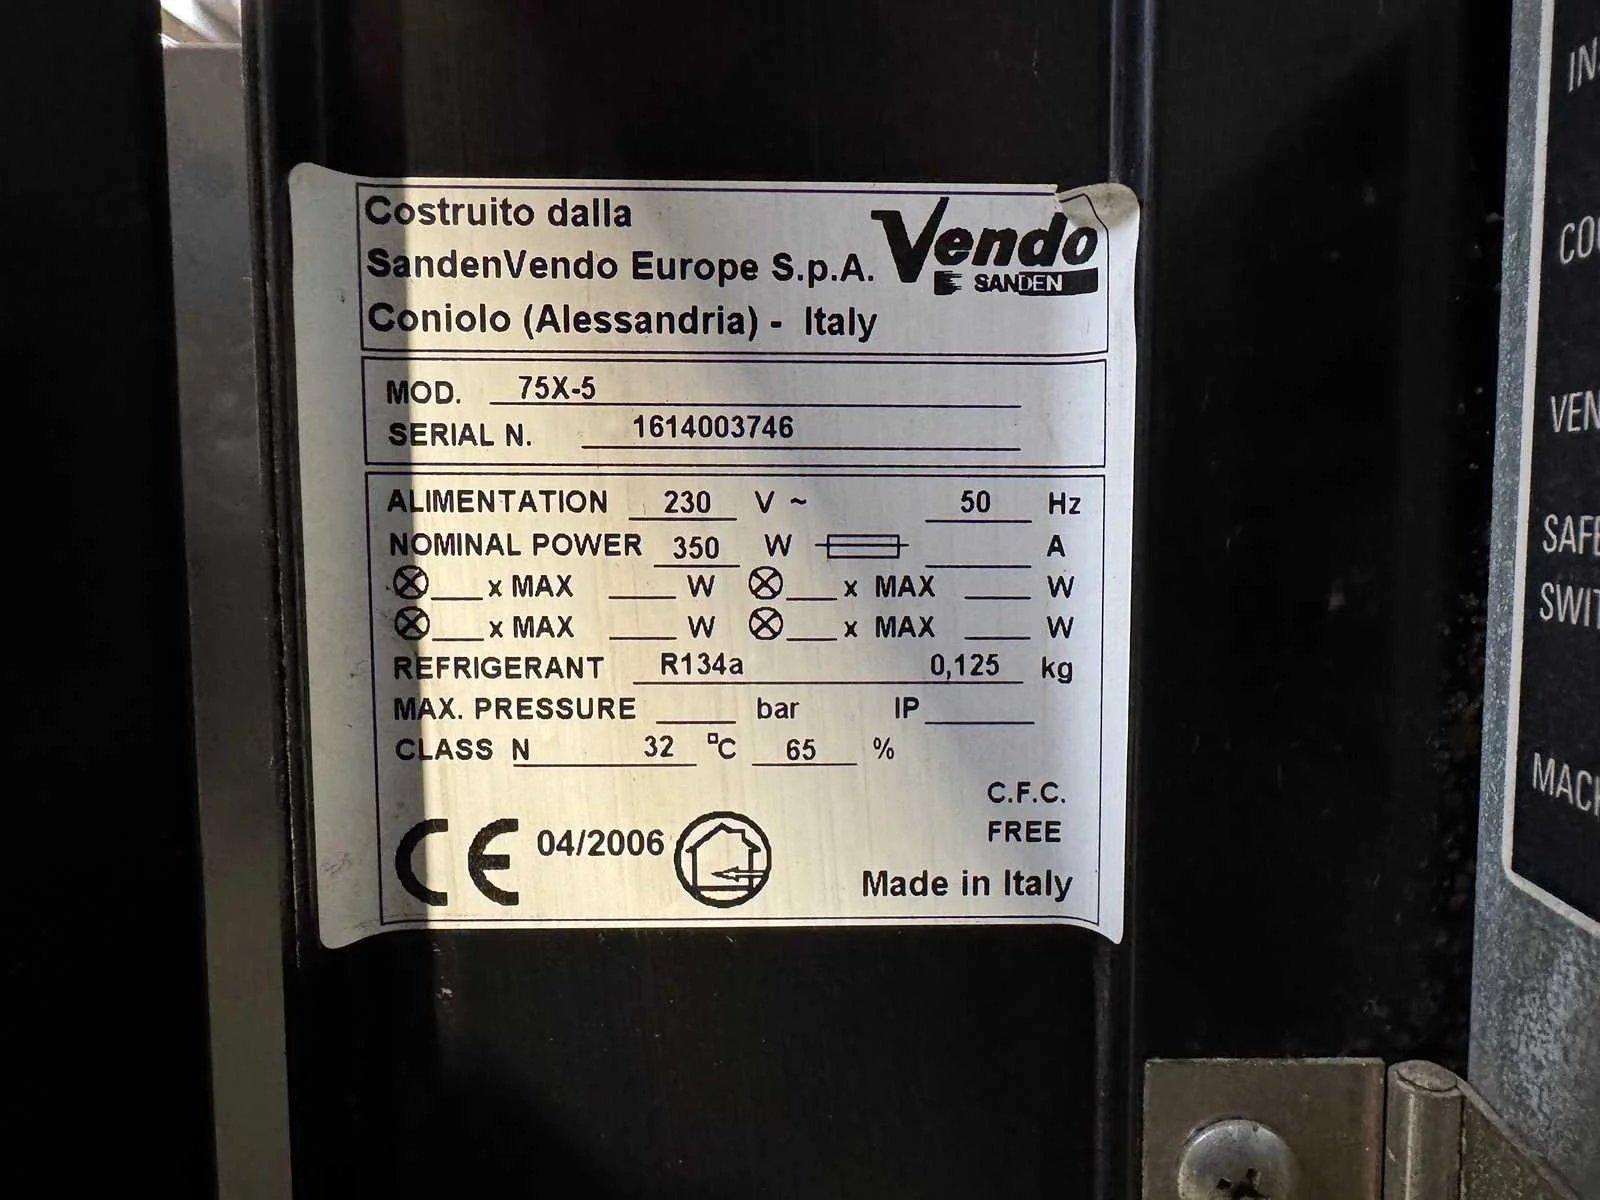 Costruito dalla
SandenVendo Europe S.p.A.
Coniolo (Alessandria) - Italy
Vendo
SANDEN
MOD. 75X-5
SERIAL N. 1614003746
ALIMENTATION 230 V ~ 50 Hz
NOMINAL POWER 350 W A
x MAX W x MAX W
x MAX W x MAX W
REFRIGERANT R134a 0,125 kg
MAX. PRESSURE bar IP
CLASS N 32 °C 65 %
C.F.C.
FREE
CE 04/2006
Made in Italy